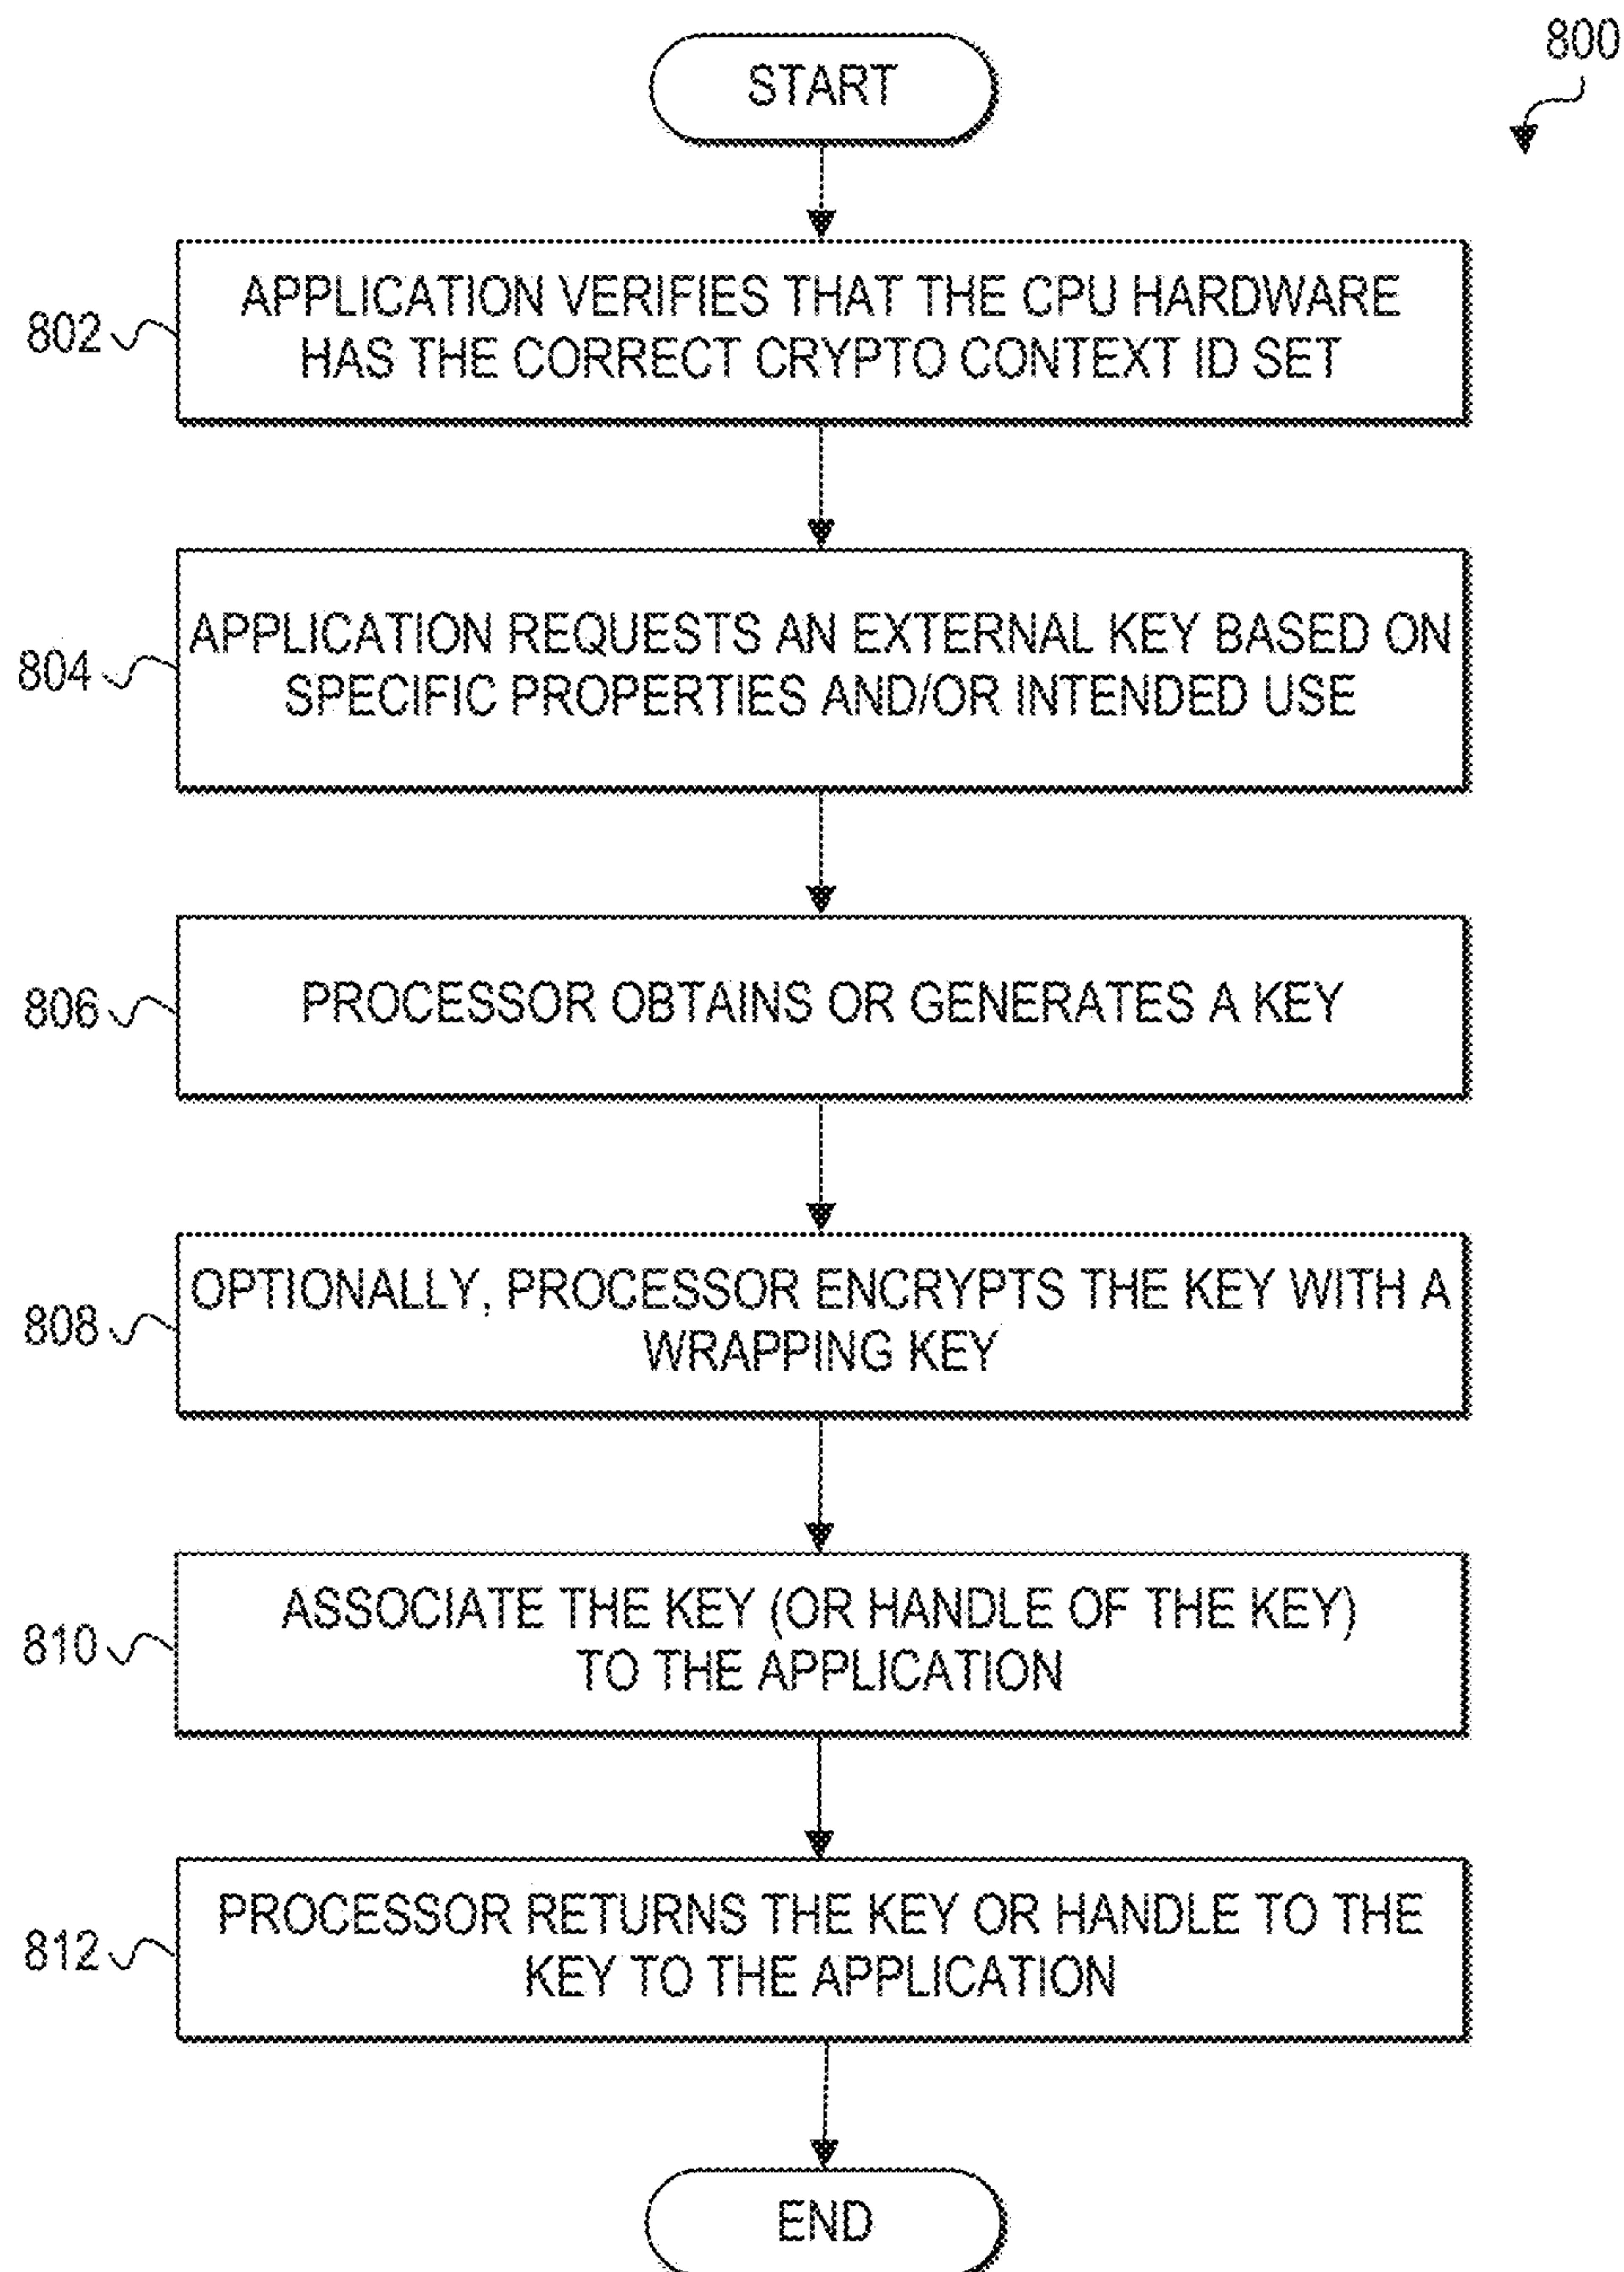 800
START
802
APPLICATION VERIFIES THAT THE CPU HARDWARE
HAS THE CORRECT CRYPTO CONTEXT ID SET
804
APPLICATION REQUESTS AN EXTERNAL KEY BASED ON
SPECIFIC PROPERTIES AND/OR INTENDED USE
806
PROCESSOR OBTAINS OR GENERATES A KEY
808
OPTIONALLY, PROCESSOR ENCRYPTS THE KEY WITH A
WRAPPING KEY
810
ASSOCIATE THE KEY (OR HANDLE OF THE KEY)
TO THE APPLICATION
812
PROCESSOR RETURNS THE KEY OR HANDLE TO THE
KEY TO THE APPLICATION
END